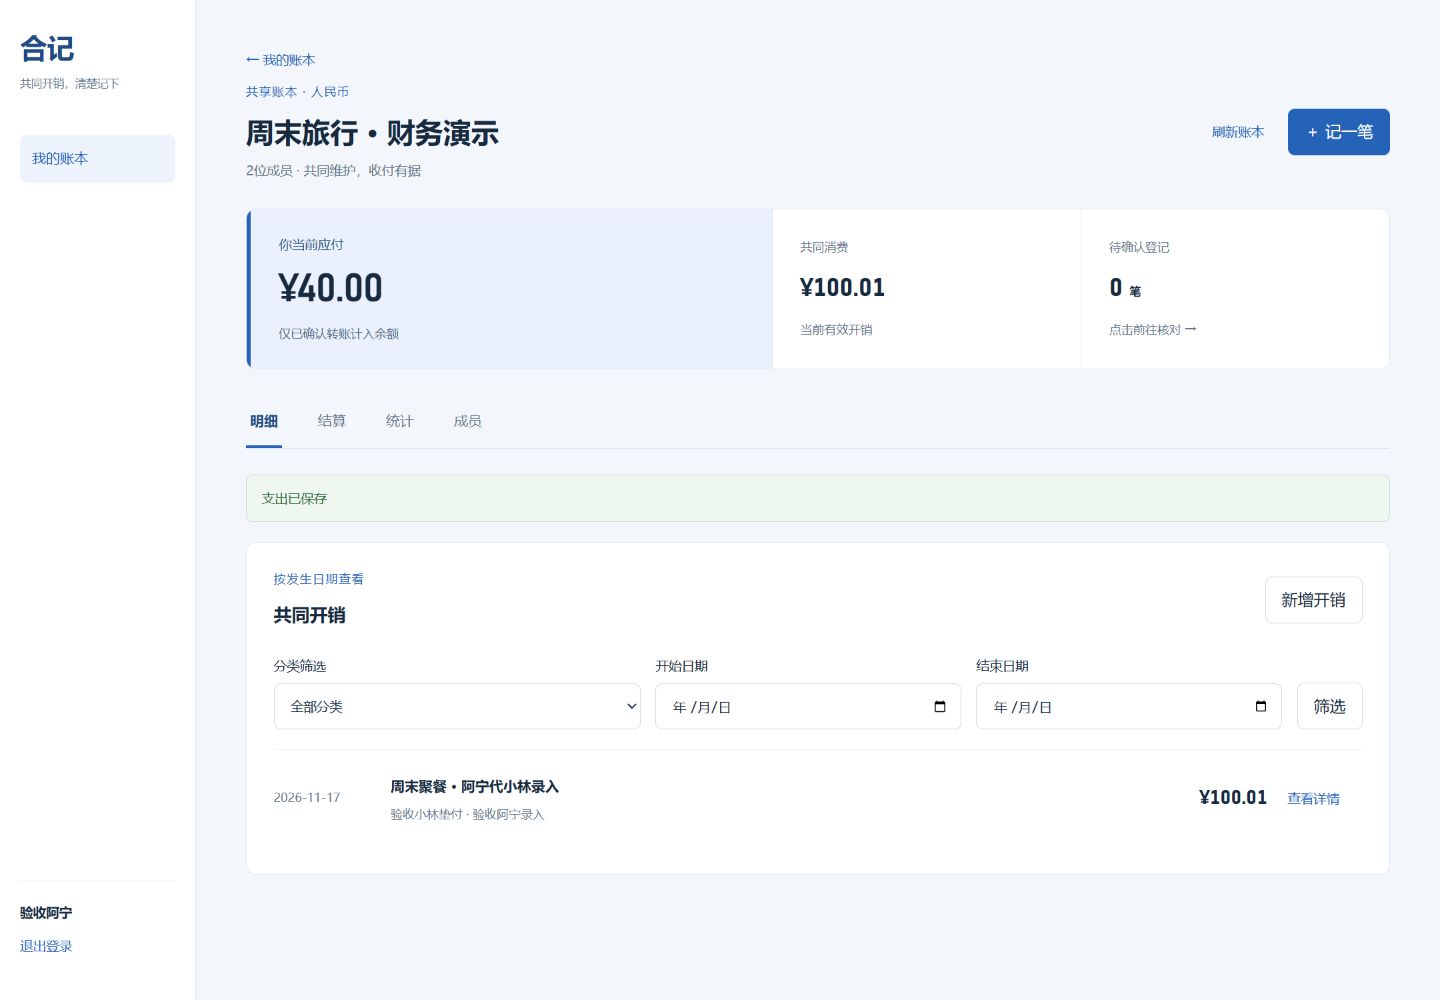 合记
共同开销，清楚记下
我的账本
← 我的账本
共享账本 · 人民币
周末旅行 • 财务演示
2位成员 · 共同维护，收付有据
刷新账本
+ 记一笔
你当前应付
¥40.00
仅已确认转账计入余额
共同消费
¥100.01
当前有效开销
待确认登记
0 笔
点击前往核对 →
明细
结算
统计
成员
支出已保存
按发生日期查看
共同开销
新增开销
分类筛选
开始日期
结束日期
全部分类
年 /月/日
年 /月/日
筛选
2026-11-17
周末聚餐 • 阿宁代小林录入
验收小林垫付 · 验收阿宁录入
¥100.01
查看详情
验收阿宁
退出登录